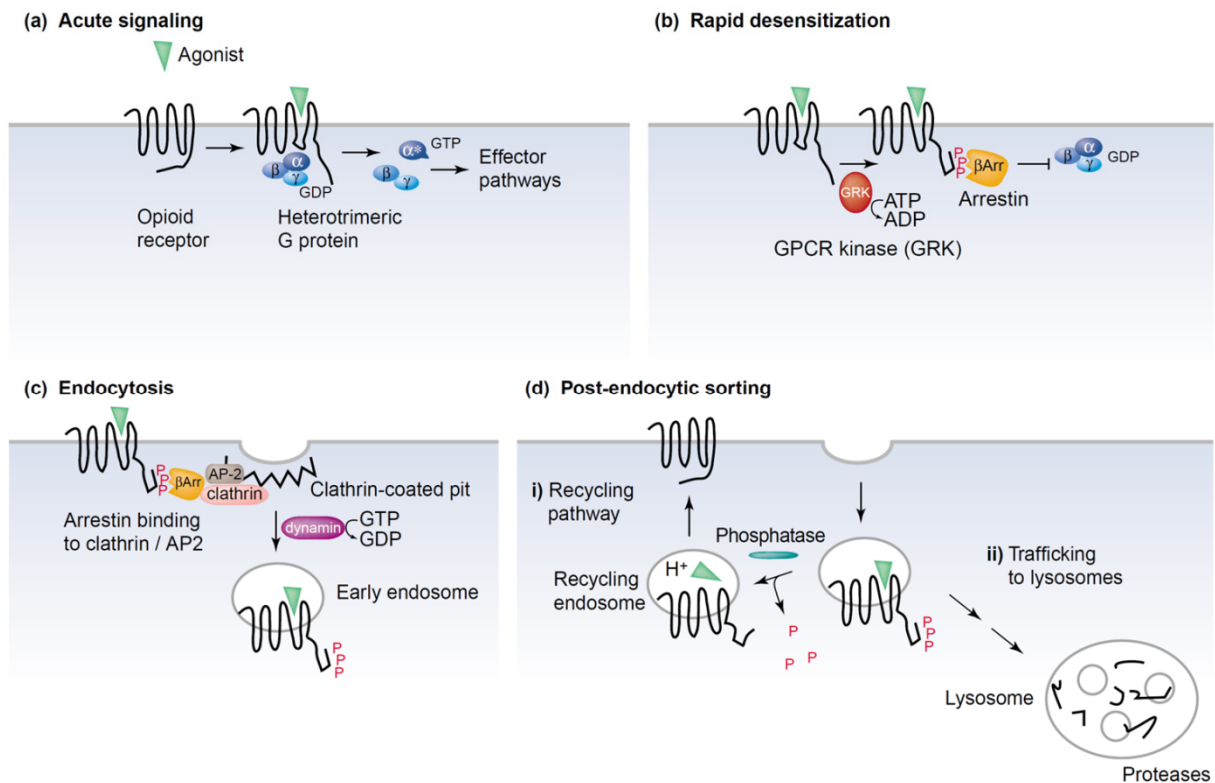 (a) Acute signaling
Agonist
α
β
γ
GDP
α*
GTP
β
γ
Effector
pathways
Opioid
receptor
Heterotrimeric
G protein
(b) Rapid desensitization
P
P
P
βArr
β
α
γ
GDP
GRK
ATP
ADP
Arrestin
GPCR kinase (GRK)
(c) Endocytosis
P
P
P
βArr
AP-2
clathrin
Clathrin-coated pit
Arrestin binding
to clathrin / AP2
dynamin
GTP
GDP
Early endosome
P
P
P
(d) Post-endocytic sorting
i) Recycling
pathway
Phosphatase
H+
Recycling
endosome
P
P
P
P
P
P
ii) Trafficking
to lysosomes
Lysosome
Proteases